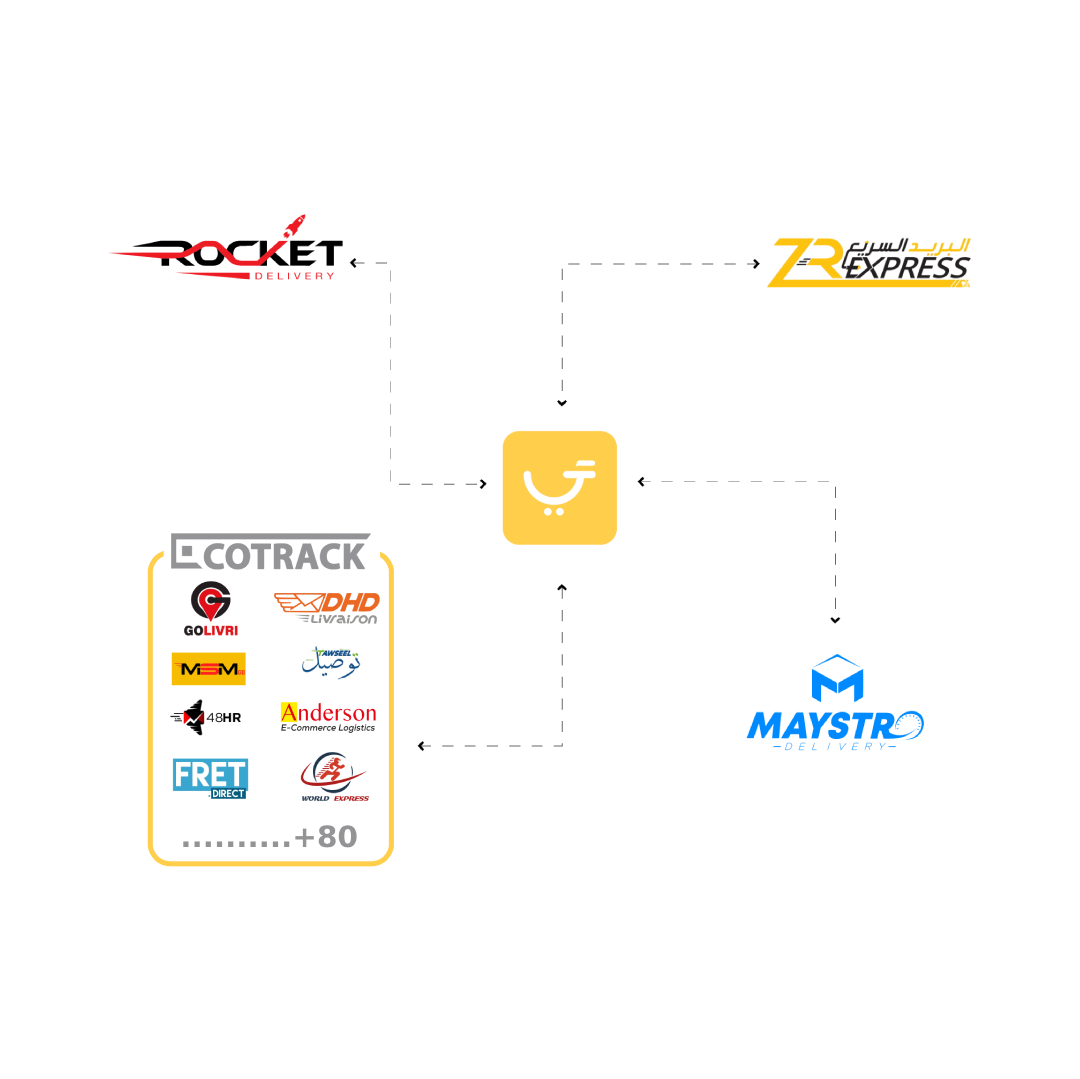 ROCKET
DELIVERY
البريد السريع
ZR EXPRESS
ECOTRACK
GOLIVRI
DHD
Livraison
MSM
TAWSEEL
توصيل
48HR
Anderson
E-Commerce Logistics
FRET
DIRECT
WORLD EXPRESS
..........+80
MAYSTRO
DELIVERY